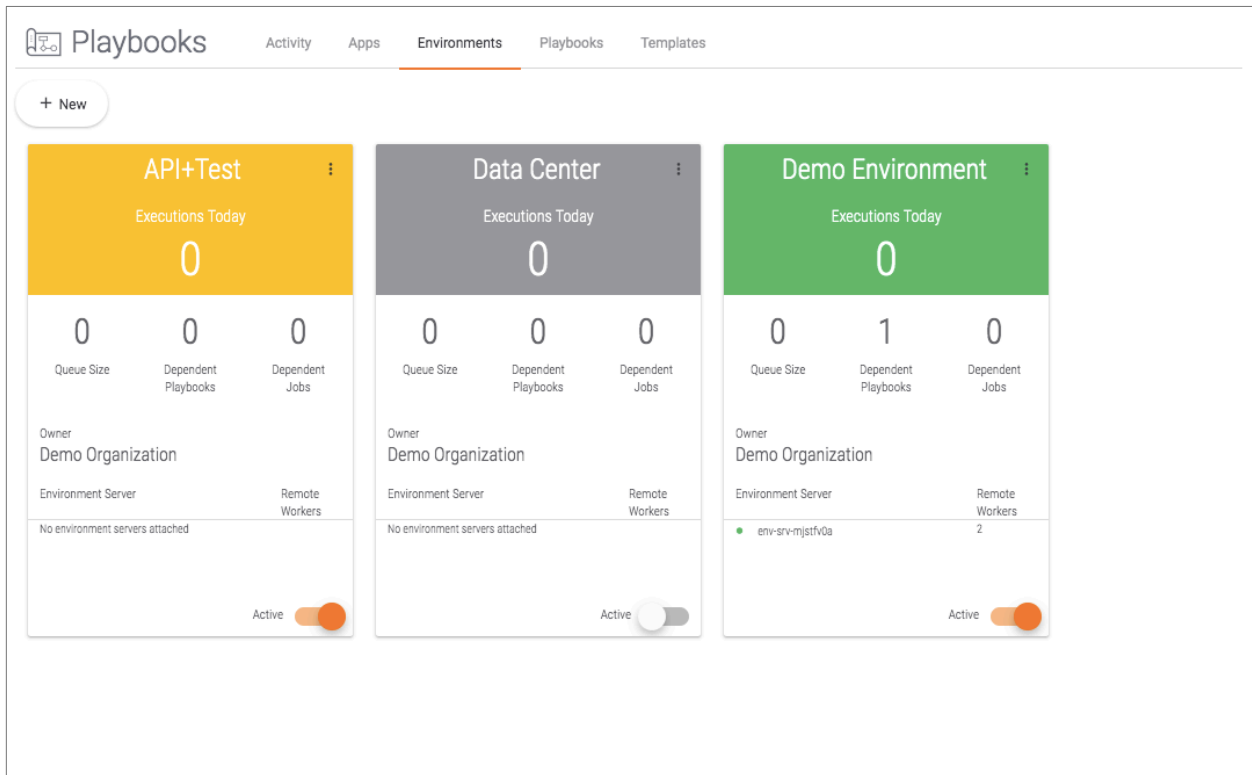 Playbooks
Activity Apps Environments Playbooks Templates
+ New
API+Test
Executions Today
0
0 0 0
Queue Size Dependent Playbooks Dependent Jobs
Owner
Demo Organization
Environment Server Remote Workers
No environment servers attached
Active
Data Center
Executions Today
0
0 0 0
Queue Size Dependent Playbooks Dependent Jobs
Owner
Demo Organization
Environment Server Remote Workers
No environment servers attached
Active
Demo Environment
Executions Today
0
0 1 0
Queue Size Dependent Playbooks Dependent Jobs
Owner
Demo Organization
Environment Server Remote Workers
env-srv-mjstfv0a 2
Active